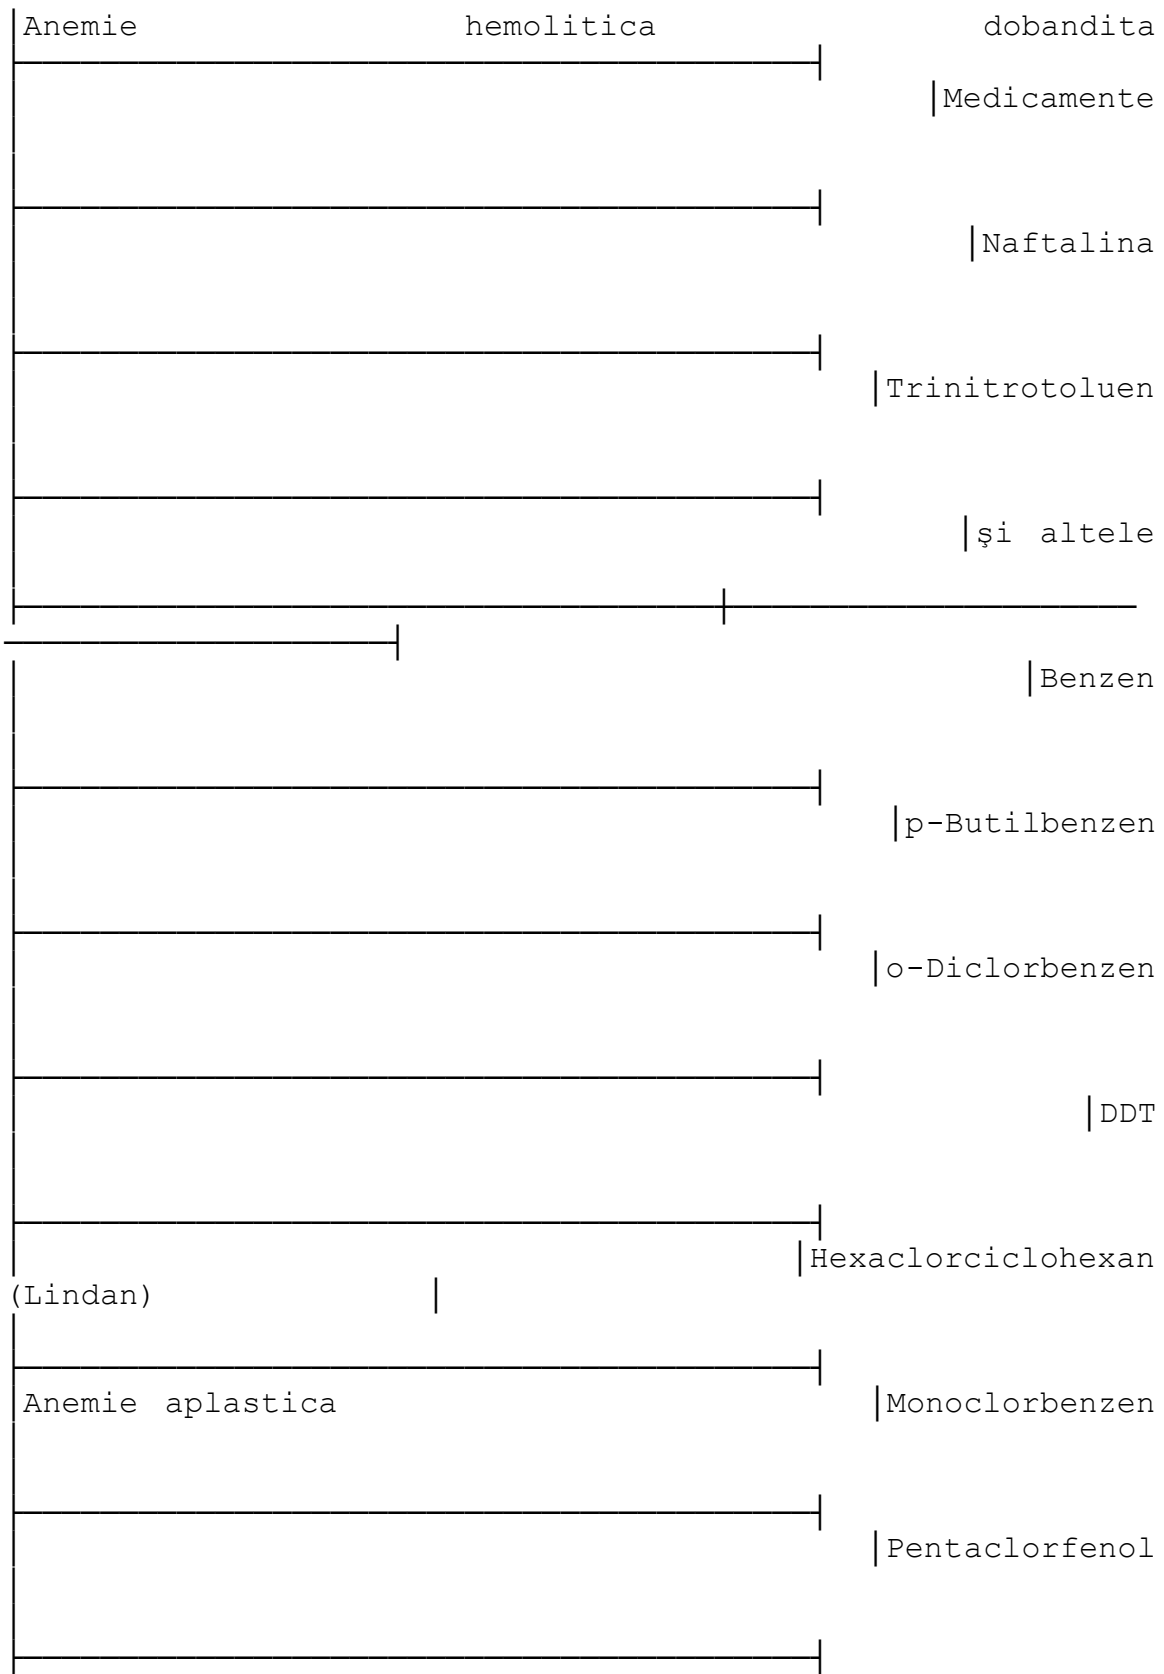 Anemie hemolitica dobandita
Medicamente
Naftalina
Trinitrotoluen
şi altele
Benzen
p-Butilbenzen
o-Diclorbenzen
DDT
Hexaclorciclohexan
(Lindan)
Anemie aplastica Monoclorbenzen
Pentaclorfenol